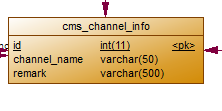 cms_channel_info
id int(11) <pk>
channel_name varchar(50)
remark varchar(500)